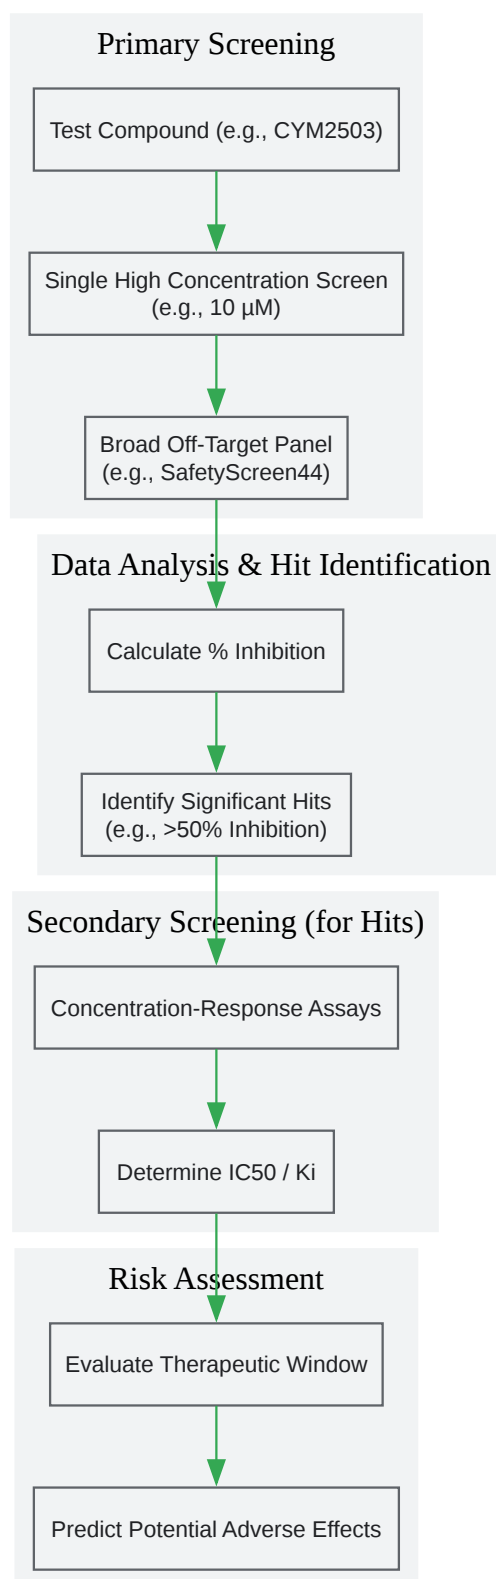 Primary Screening
Test Compound (e.g., CYM2503)
Single High Concentration Screen
(e.g., 10 µM)
Broad Off-Target Panel
(e.g., SafetyScreen44)
Data Analysis & Hit Identification
Calculate % Inhibition
Identify Significant Hits
(e.g., >50% Inhibition)
Secondary Screening (for Hits)
Concentration-Response Assays
Determine IC50 / Ki
Risk Assessment
Evaluate Therapeutic Window
Predict Potential Adverse Effects